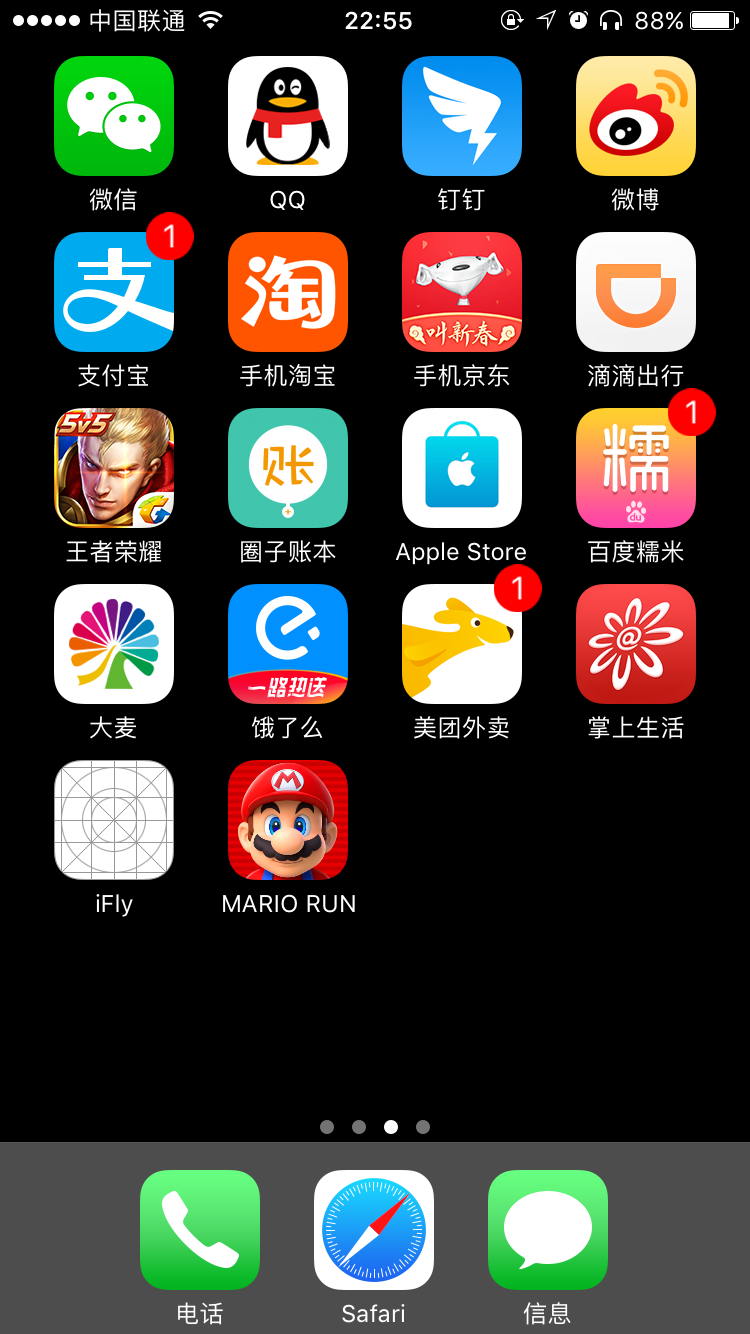 中国联通
22:55
88%
微信
QQ
钉钉
微博
支
1
淘
叫新春
支付宝
手机淘宝
手机京东
滴滴出行
5v5
账
糯
du
1
王者荣耀
圈子账本
Apple Store
百度糯米
一路热送
1
@
大麦
饿了么
美团外卖
掌上生活
M
iFly
MARIO RUN
电话
Safari
信息